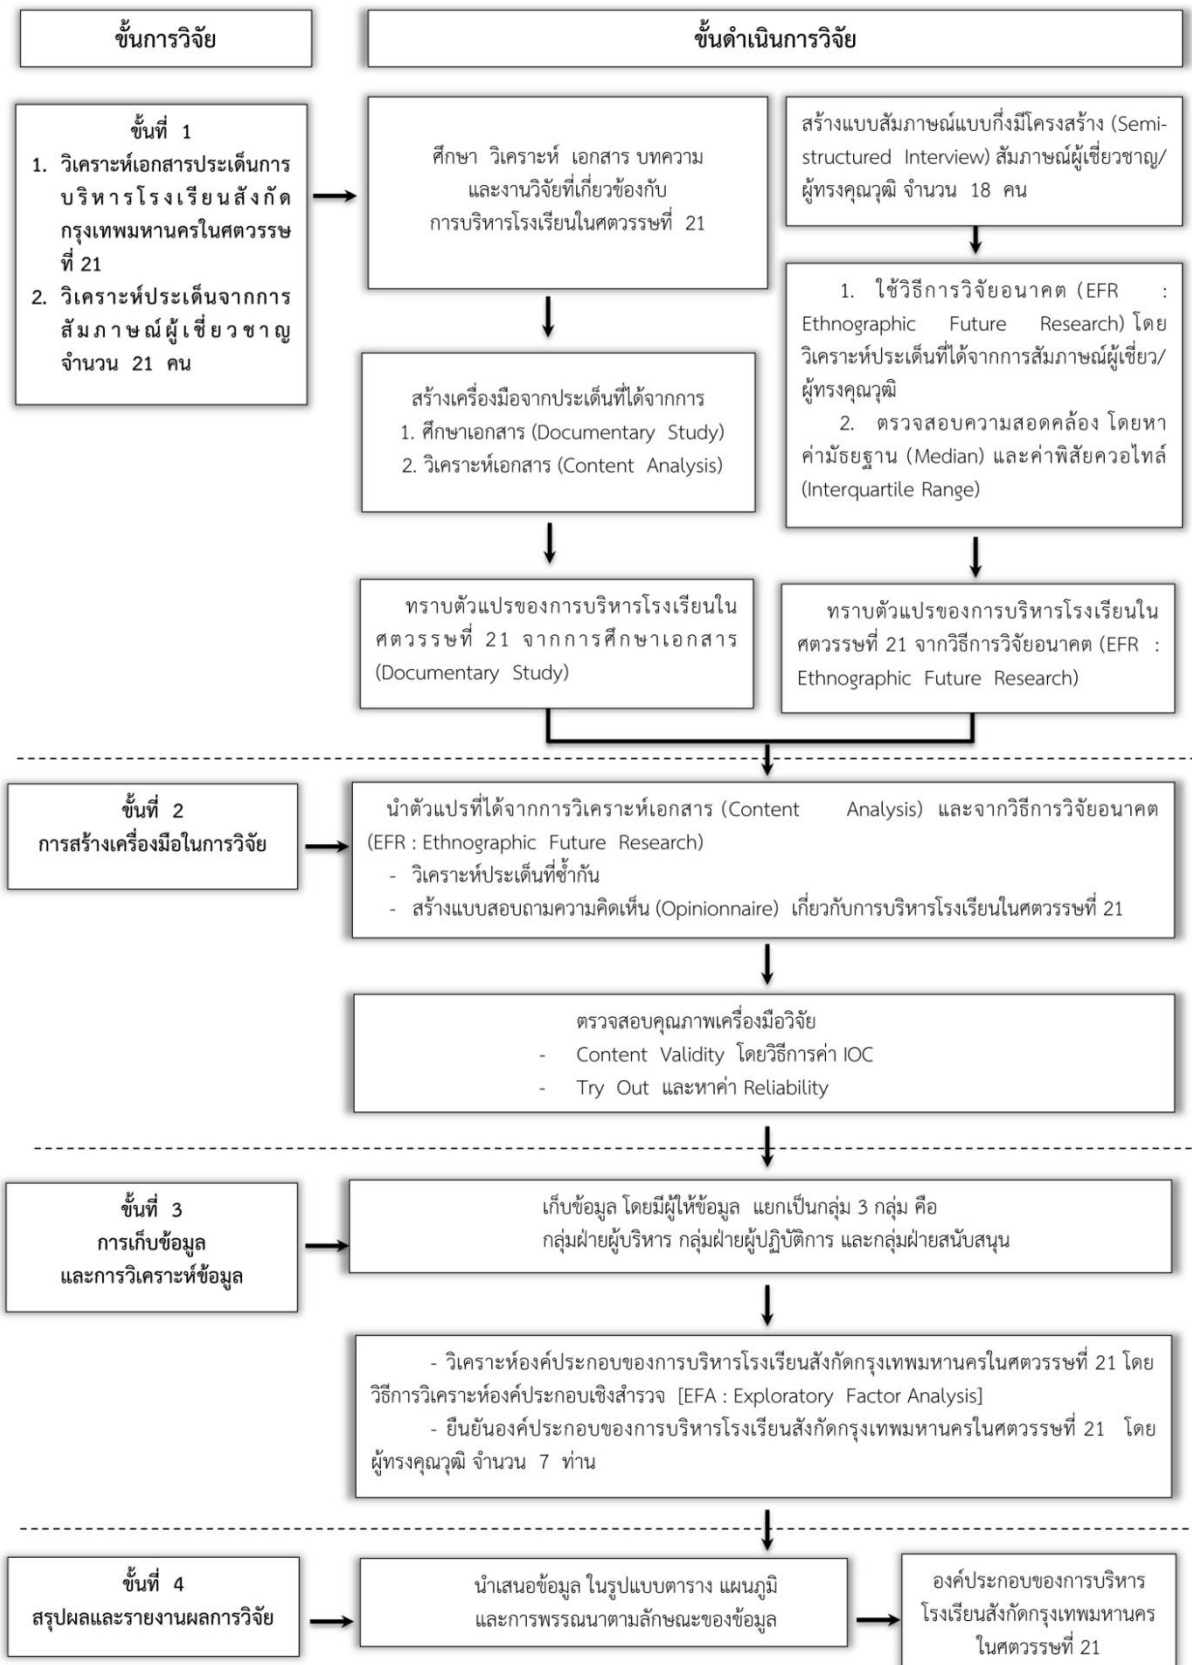 ขั้นการวิจัย
ขั้นดำเนินการวิจัย
ขั้นที่ 1
1. วิเคราะห์เอกสารประเด็นการ
บริหารโรงเรียนสังกัด
กรุงเทพมหานครในศตวรรษ
ที่ 21
2. วิเคราะห์ประเด็นจากการ
สัมภาษณ์ผู้เชี่ยวชาญ
จำนวน 21 คน
ศึกษา วิเคราะห์ เอกสาร บทความ
และงานวิจัยที่เกี่ยวข้องกับ
การบริหารโรงเรียนในศตวรรษที่ 21
สร้างแบบสัมภาษณ์แบบกึ่งมีโครงสร้าง (Semi-
structured Interview) สัมภาษณ์ผู้เชี่ยวชาญ/
ผู้ทรงคุณวุฒิ จำนวน 18 คน
1. ใช้วิธีการวิจัยอนาคต (EFR :
Ethnographic Future Research) โดย
วิเคราะห์ประเด็นที่ได้จากการสัมภาษณ์ผู้เชี่ยว/
ผู้ทรงคุณวุฒิ
2. ตรวจสอบความสอดคล้อง โดยหา
ค่ามัธยฐาน (Median) และค่าพิสัยควอไทล์
(Interquartile Range)
สร้างเครื่องมือจากประเด็นที่ได้จากการ
1. ศึกษาเอกสาร (Documentary Study)
2. วิเคราะห์เอกสาร (Content Analysis)
ทราบตัวแปรของการบริหารโรงเรียนใน
ศตวรรษที่ 21 จากการศึกษาเอกสาร
(Documentary Study)
ทราบตัวแปรของการบริหารโรงเรียนใน
ศตวรรษที่ 21 จากวิธีการวิจัยอนาคต (EFR :
Ethnographic Future Research)
ขั้นที่ 2
การสร้างเครื่องมือในการวิจัย
นำตัวแปรที่ได้จากการวิเคราะห์เอกสาร (Content Analysis) และจากวิธีการวิจัยอนาคต
(EFR : Ethnographic Future Research)
- วิเคราะห์ประเด็นที่ซ้ำกัน
- สร้างแบบสอบถามความคิดเห็น (Opinionnaire) เกี่ยวกับการบริหารโรงเรียนในศตวรรษที่ 21
ตรวจสอบคุณภาพเครื่องมือวิจัย
- Content Validity โดยวิธีการค่า IOC
- Try Out และหาค่า Reliability
ขั้นที่ 3
การเก็บข้อมูล
และการวิเคราะห์ข้อมูล
เก็บข้อมูล โดยมีผู้ให้ข้อมูล แยกเป็นกลุ่ม 3 กลุ่ม คือ
กลุ่มฝ่ายผู้บริหาร กลุ่มฝ่ายผู้ปฏิบัติการ และกลุ่มฝ่ายสนับสนุน
- วิเคราะห์องค์ประกอบของการบริหารโรงเรียนสังกัดกรุงเทพมหานครในศตวรรษที่ 21 โดย
วิธีการวิเคราะห์องค์ประกอบเชิงสำรวจ [EFA : Exploratory Factor Analysis]
- ยืนยันองค์ประกอบของการบริหารโรงเรียนสังกัดกรุงเทพมหานครในศตวรรษที่ 21 โดย
ผู้ทรงคุณวุฒิ จำนวน 7 ท่าน
ขั้นที่ 4
สรุปผลและรายงานผลการวิจัย
นำเสนอข้อมูล ในรูปแบบตาราง แผนภูมิ
และการพรรณนาตามลักษณะของข้อมูล
องค์ประกอบของการบริหาร
โรงเรียนสังกัดกรุงเทพมหานคร
ในศตวรรษที่ 21